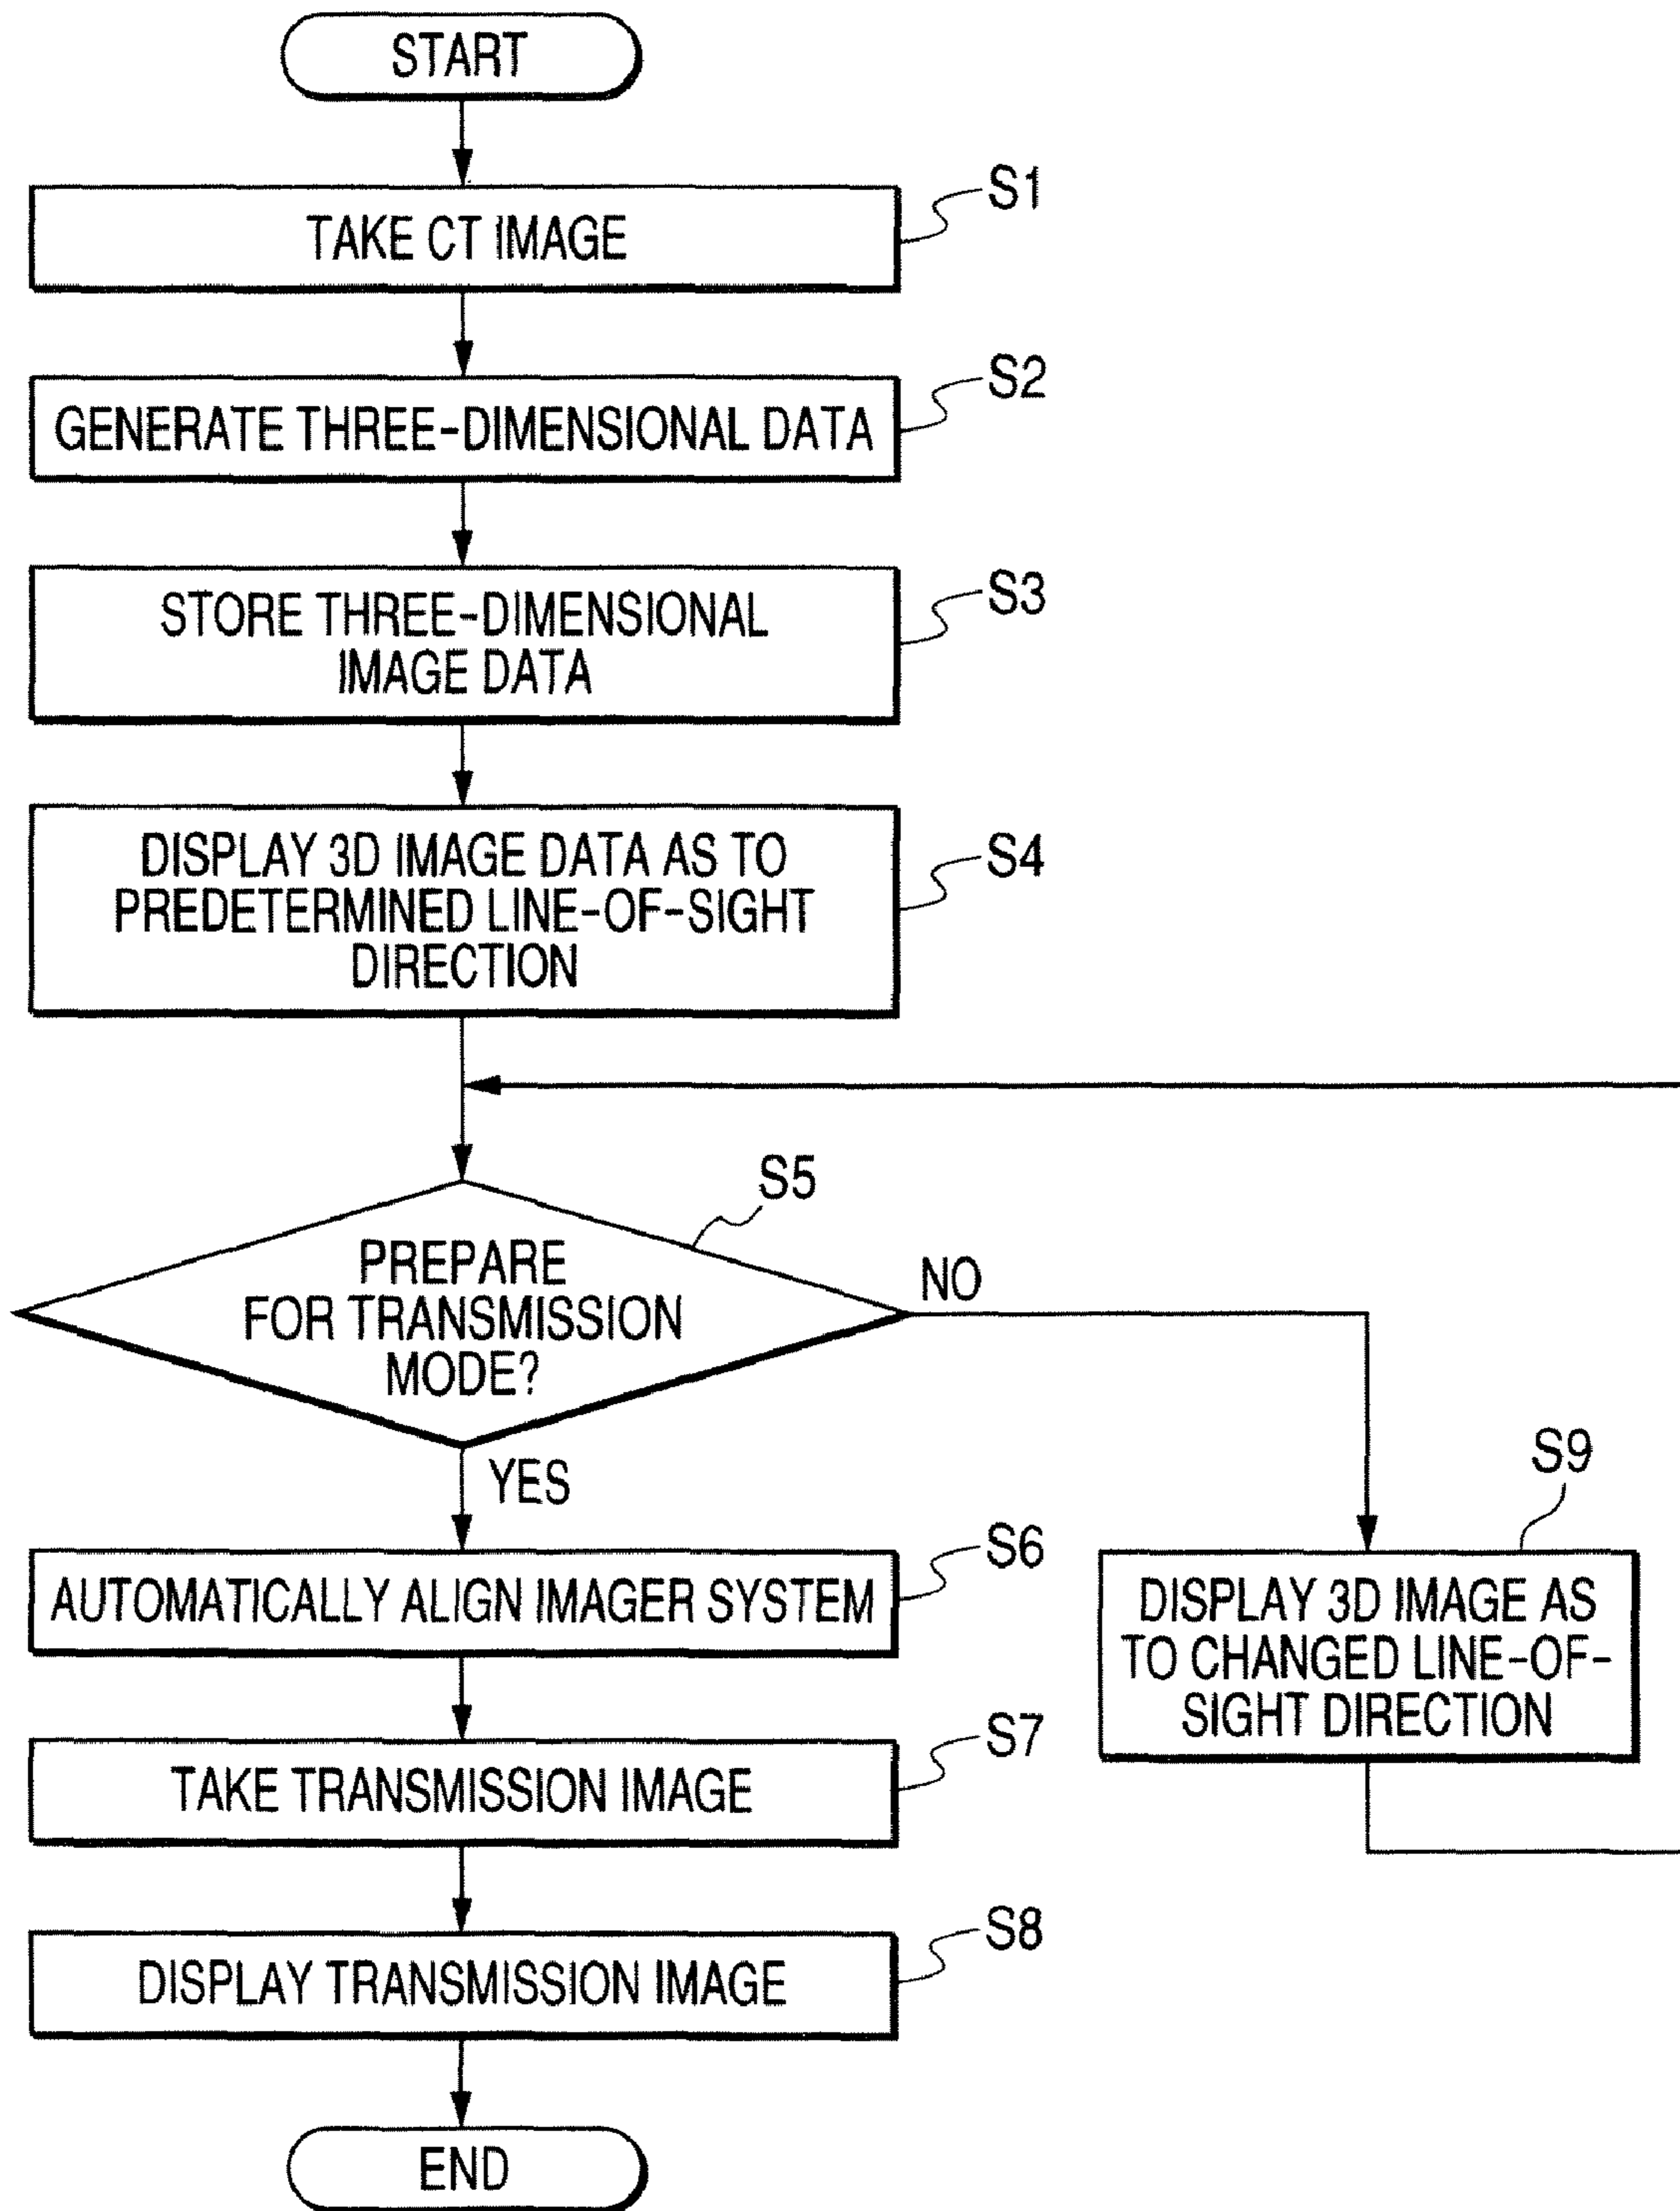 START
TAKE CT IMAGE
S1
GENERATE THREE-DIMENSIONAL DATA
S2
STORE THREE-DIMENSIONAL
IMAGE DATA
S3
DISPLAY 3D IMAGE DATA AS TO
PREDETERMINED LINE-OF-SIGHT
DIRECTION
S4
S5
PREPARE
FOR TRANSMISSION
MODE?
NO
YES
S9
DISPLAY 3D IMAGE AS
TO CHANGED LINE-OF-
SIGHT DIRECTION
AUTOMATICALLY ALIGN IMAGER SYSTEM
S6
TAKE TRANSMISSION IMAGE
S7
DISPLAY TRANSMISSION IMAGE
S8
END